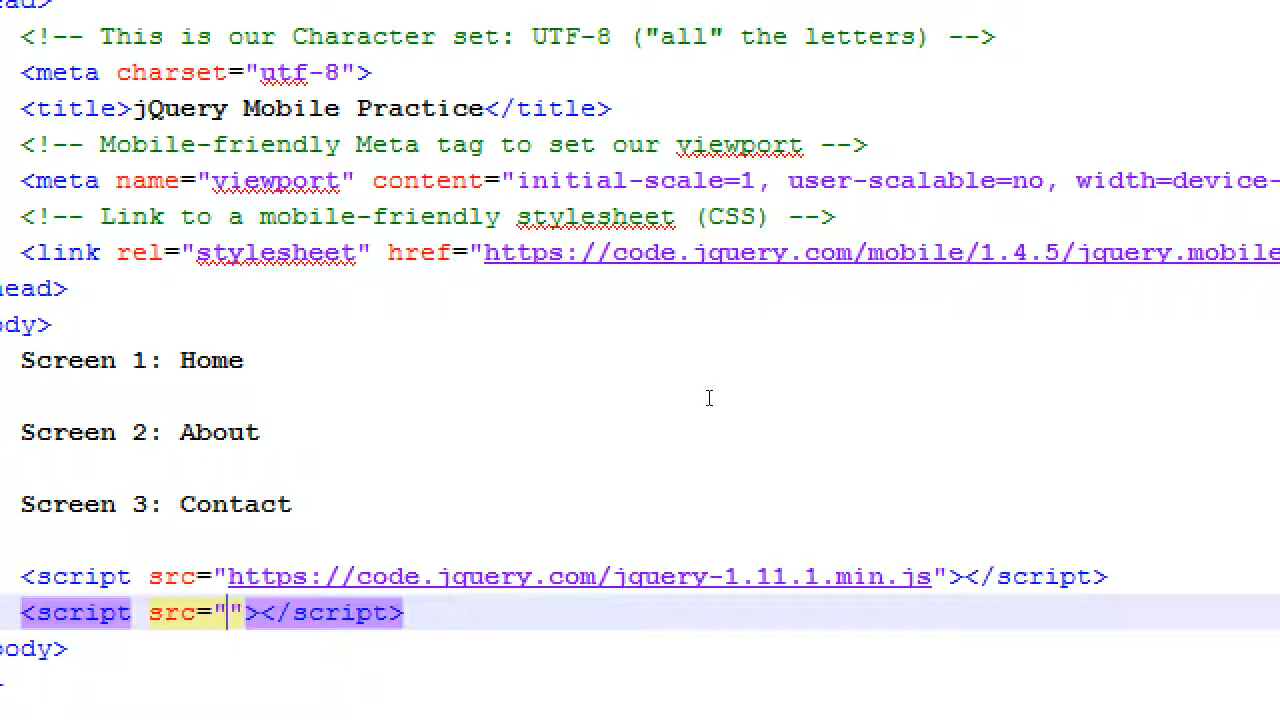 ead>
<!-- This is our Character set: UTF-8 ("all" the letters) -->
<meta charset="utf-8">
<title>jQuery Mobile Practice</title>
<!-- Mobile-friendly Meta tag to set our viewport -->
<meta name="viewport" content="initial-scale=1, user-scalable=no, width=device-
<!-- Link to a mobile-friendly stylesheet (CSS) -->
<link rel="stylesheet" href="https://code.jquery.com/mobile/1.4.5/jquery.mobile
head>
ody>
Screen 1: Home
Screen 2: About
Screen 3: Contact
<script src="https://code.jquery.com/jquery-1.11.1.min.js"></script>
<script src=""></script>
body>